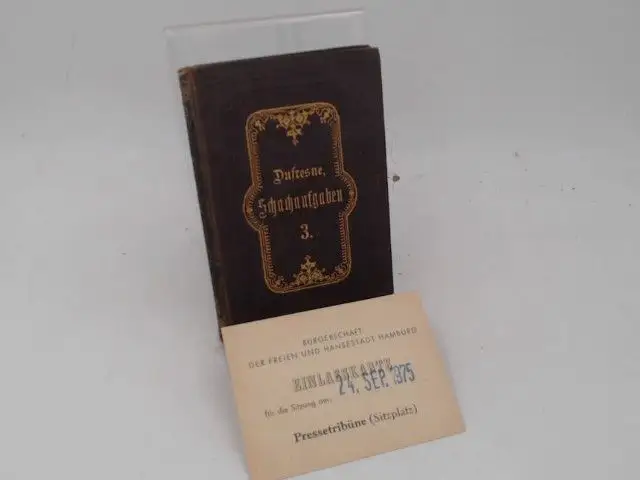 Dufresne,
Schachaufgaben
3.
BÜRGERSCHAFT
DER FREIEN UND HANSESTADT HAMBURG
EINLASSKARTE
für die Sitzung am: 24. SEP. 1975
Pressetribüne (Sitzplatz)